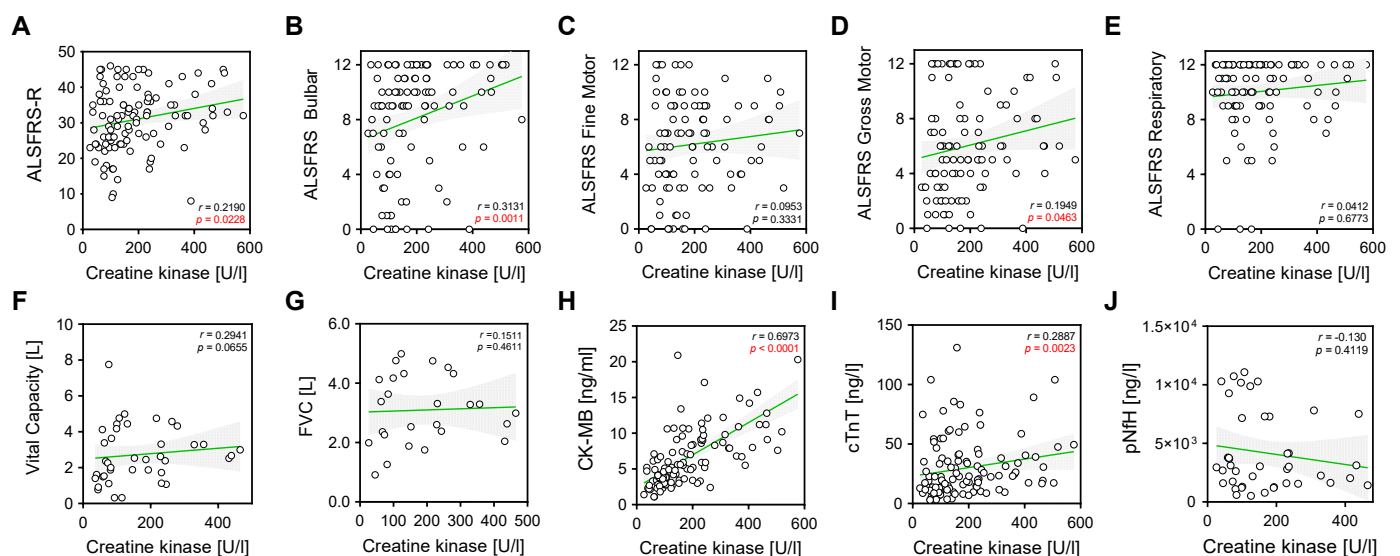 A
ALSFRS-R
50
40
30
20
10
0
0 200 400 600
r = 0.2190
p = 0.0228
Creatine kinase [U/l]
B
ALSFRS Bulbar
12
8
4
0
0 200 400 600
r = 0.3131
p = 0.0011
Creatine kinase [U/l]
C
ALSFRS Fine Motor
12
8
4
0
0 200 400 600
r = 0.0953
p = 0.3331
Creatine kinase [U/l]
D
ALSFRS Gross Motor
12
8
4
0
0 200 400 600
r = 0.1949
p = 0.0463
Creatine kinase [U/l]
E
ALSFRS Respiratory
12
8
4
0
0 200 400 600
r = 0.0412
p = 0.6773
Creatine kinase [U/l]
F
Vital Capacity [L]
10
8
6
4
2
0
0 200 400
r = 0.2941
p = 0.0655
Creatine kinase [U/l]
G
FVC [L]
6.0
4.0
2.0
0.0
0 100 200 300 400 500
r =0.1511
p =0.4611
Creatine kinase [U/l]
H
CK-MB [ng/ml]
25
20
15
10
5
0
0 200 400 600
r = 0.6973
p < 0.0001
Creatine kinase [U/l]
I
cTnT [ng/l]
150
100
50
0
0 200 400 600
r = 0.2887
p = 0.0023
Creatine kinase [U/l]
J
pNfH [ng/l]
1.5×10⁴
1×10⁴
5×10³
0
0 200 400
r = -0.130
p = 0.4119
Creatine kinase [U/l]